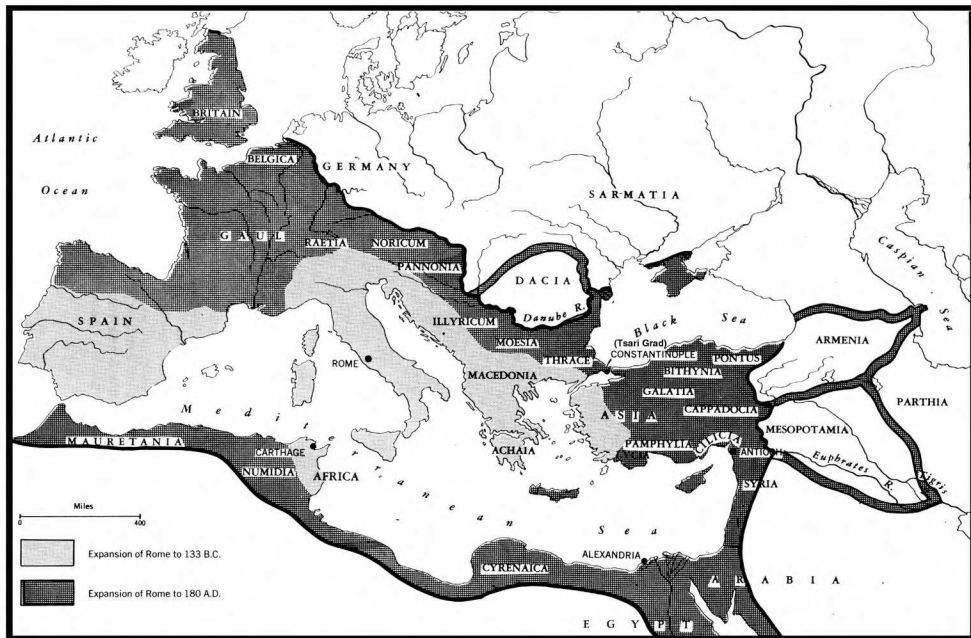 BRITAIN
Atlantic
Ocean
BELGICA
GERMANY
SARMATIA
GAUL
RAETIA
NORICUM
PANNONIA
DACIA
Danube R.
Caspian Sea
SPAIN
ILLYRICUM
MOESIA
Black Sea
(Tsari Grad)
CONSTANTINOPLE
PONTUS
ARMENIA
ROME
THRACE
BITHYNIA
MACEDONIA
GALATIA
PARTHIA
ASIA
CAPPADOCIA
Mediterranean Sea
MESOPOTAMIA
MAURETANIA
CARTHAGE
ACHAIA
PAMPHYLIA
CILICIA
LYCIA
ANTIOCH
Euphrates R.
Tigris
NUMIDIA
AFRICA
SYRIA
Miles
0 400
Expansion of Rome to 133 B.C.
ALEXANDRIA
CYRENAICA
ARABIA
Expansion of Rome to 180 A.D.
EGYPT